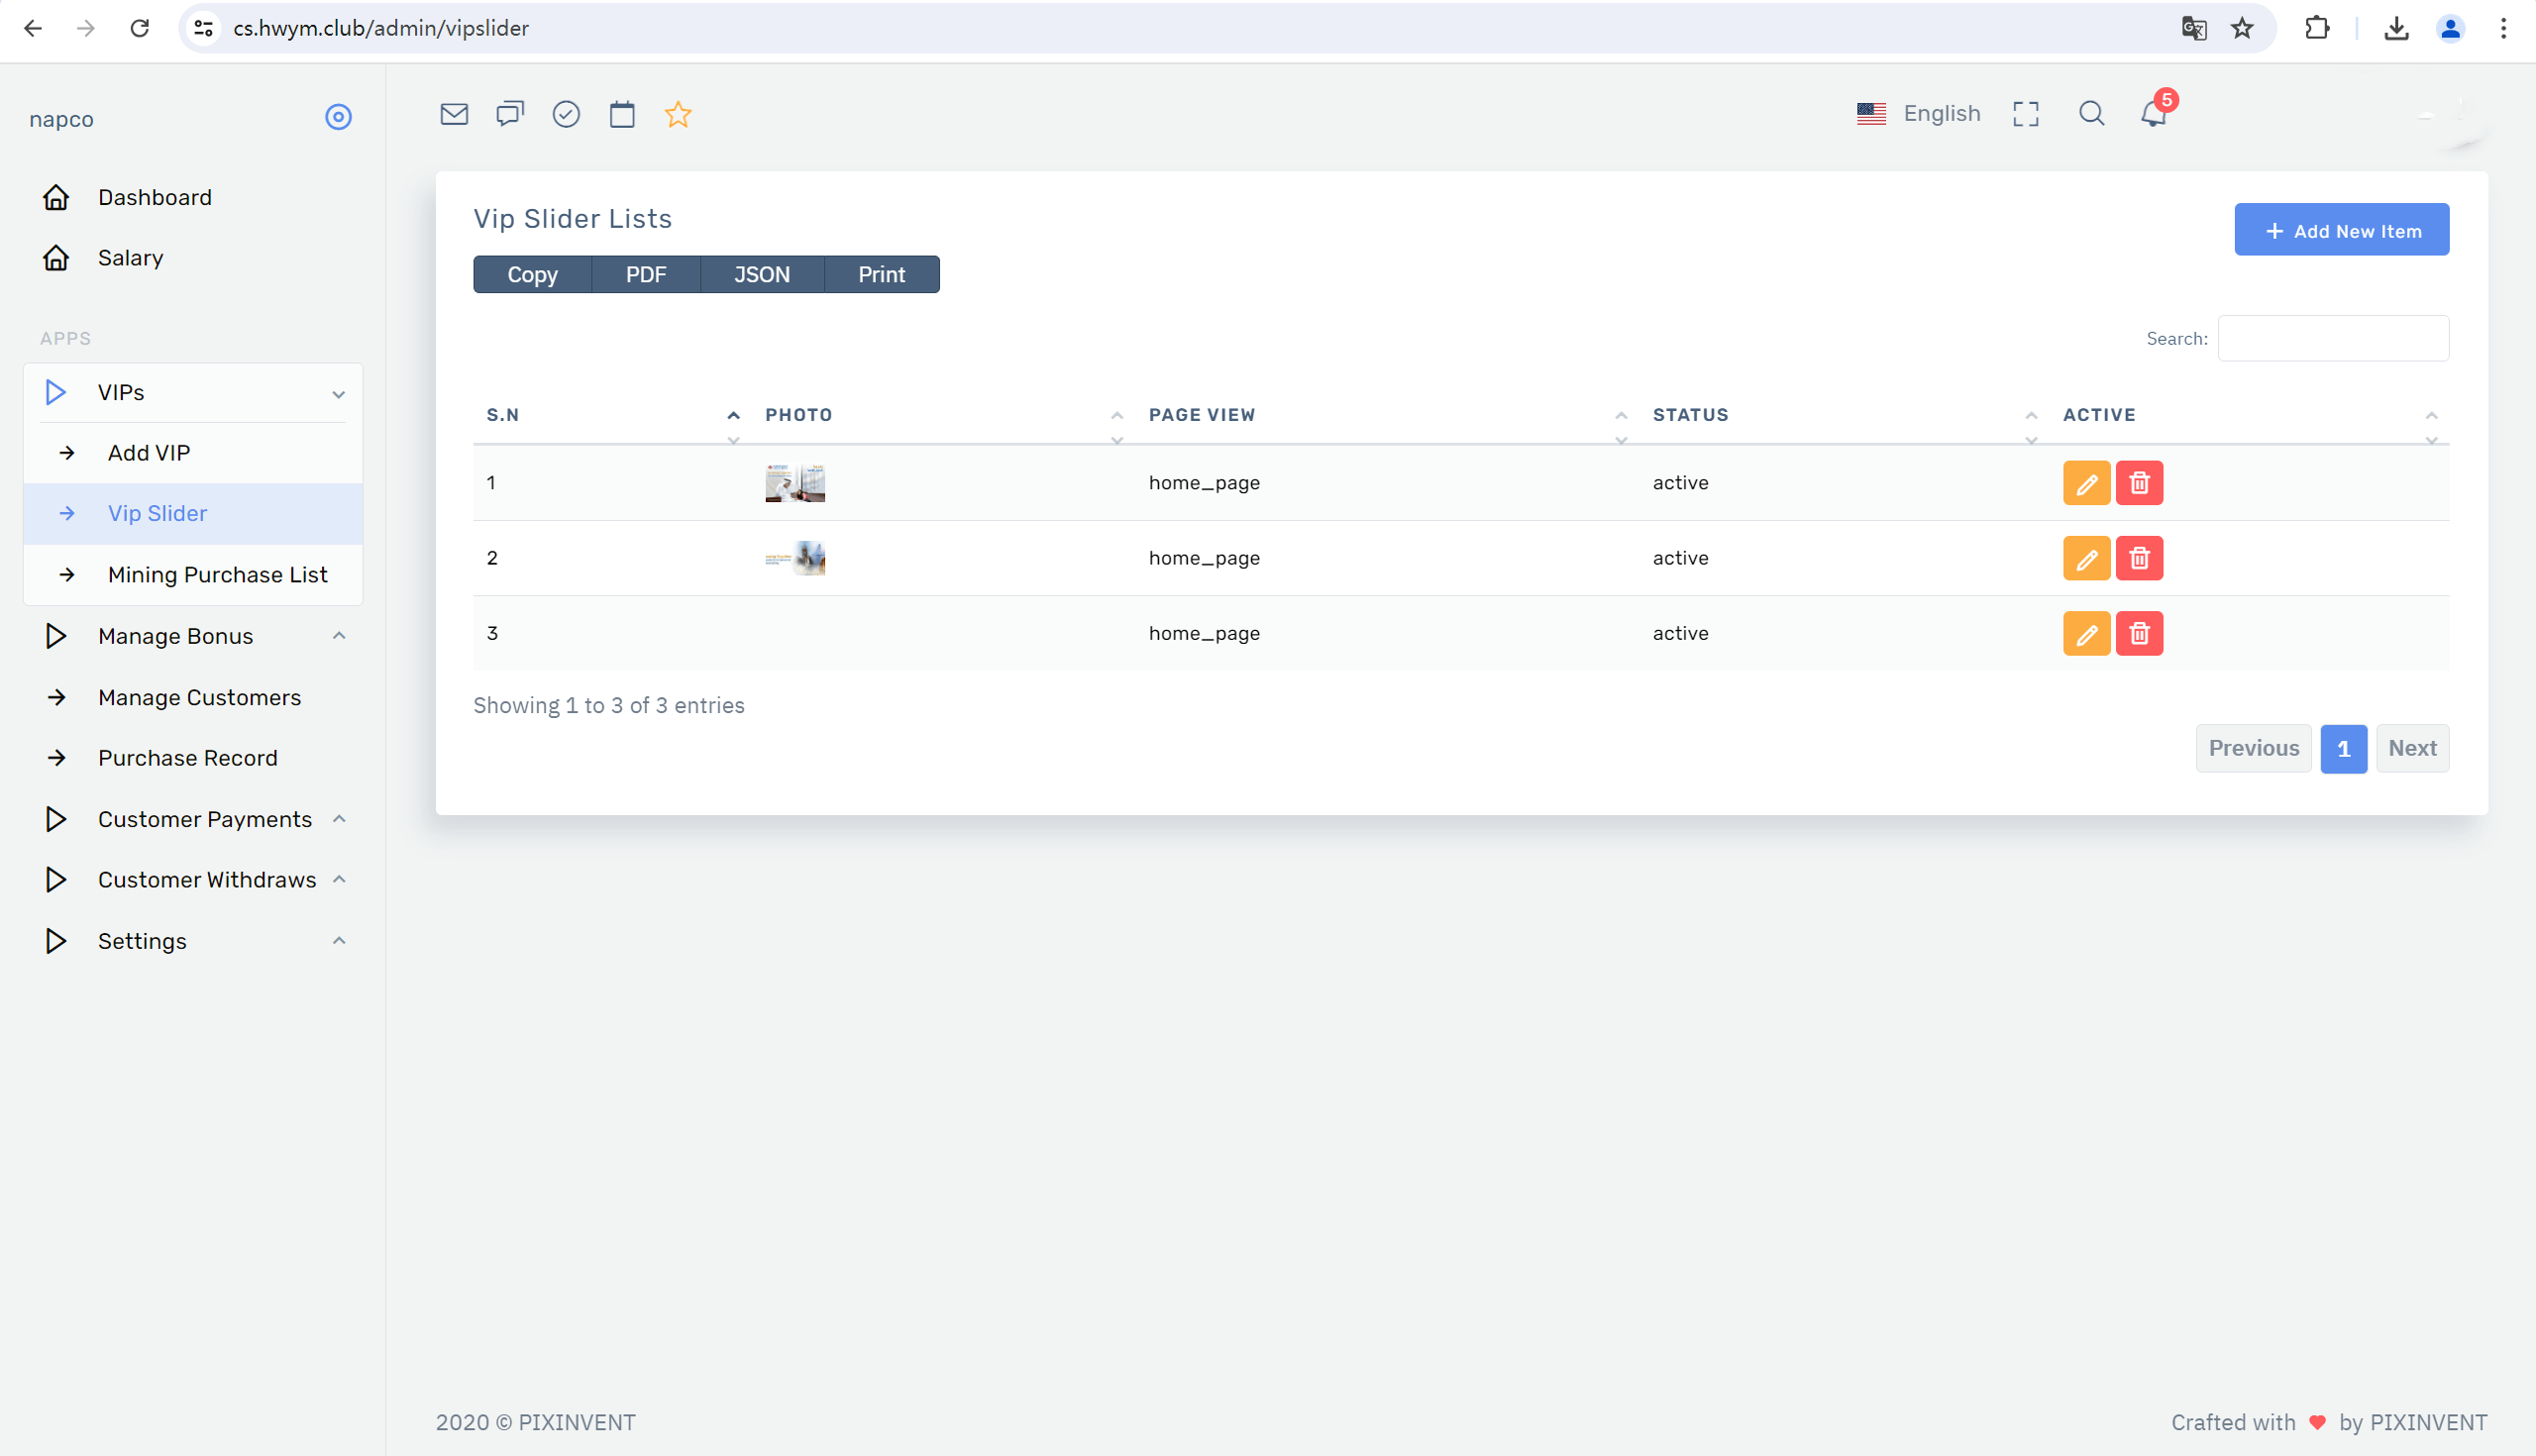 cs.hwym.club/admin/vipslider
napco
English
5
Dashboard
Salary
APPS
VIPs
Add VIP
Vip Slider
Mining Purchase List
Manage Bonus
Manage Customers
Purchase Record
Customer Payments
Customer Withdraws
Settings
Vip Slider Lists
Add New Item
Copy PDF JSON Print
Search:
S.N PHOTO PAGE VIEW STATUS ACTIVE
1 home_page active
2 home_page active
3 home_page active
Showing 1 to 3 of 3 entries
Previous 1 Next
2020 © PIXINVENT
Crafted with by PIXINVENT